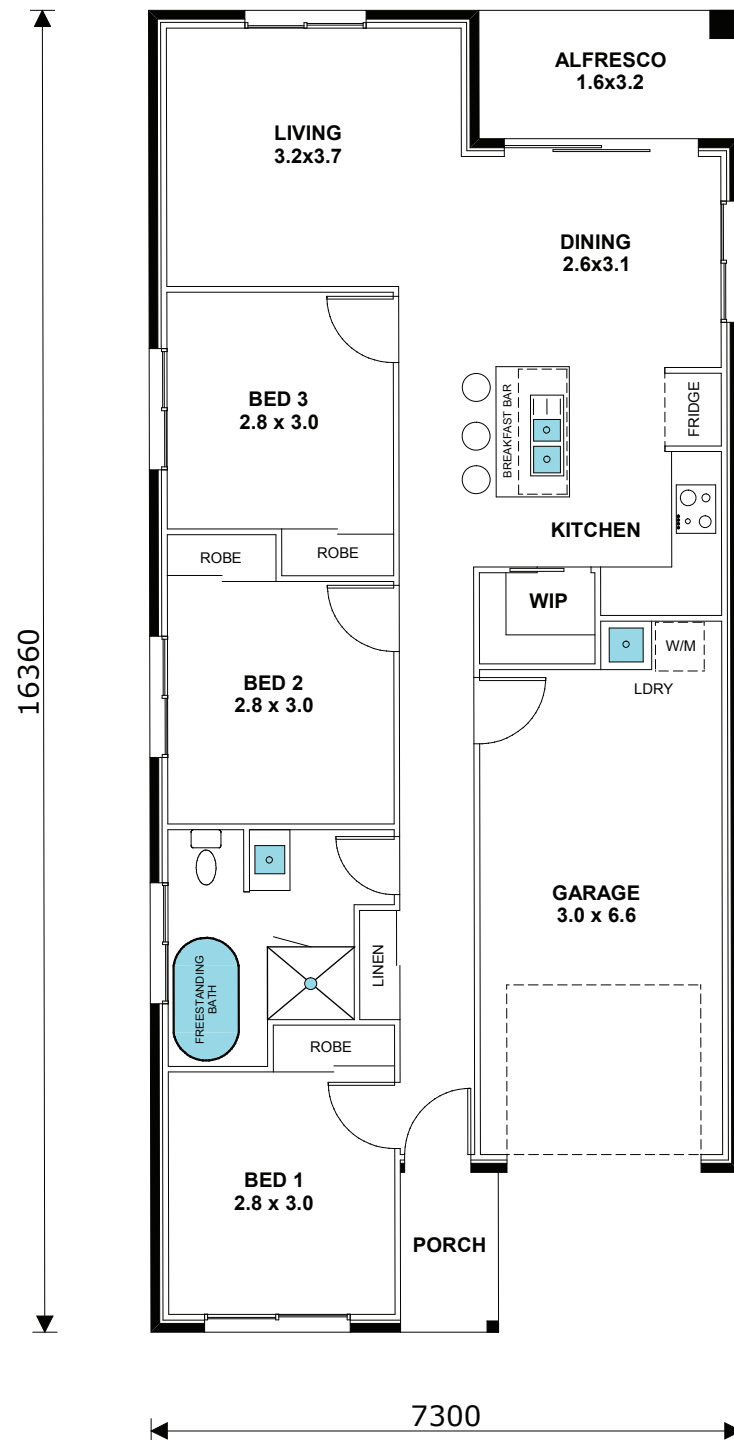 ALFRESCO
1.6x3.2
LIVING
3.2x3.7
DINING
2.6x3.1
BED 3
2.8 x 3.0
BREAKFAST BAR
FRIDGE
KITCHEN
ROBE
ROBE
WIP
16360
W/M
LDRY
BED 2
2.8 x 3.0
GARAGE
3.0 x 6.6
LINEN
FREESTANDING
BATH
ROBE
BED 1
2.8 x 3.0
PORCH
7300